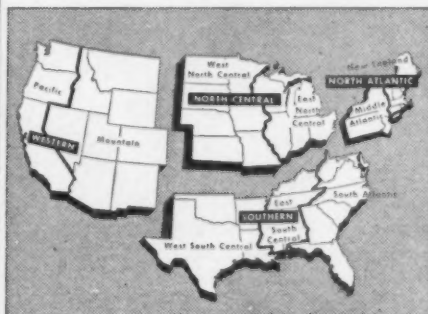 Pacific
WESTERN
Mountain
West
North Central
NORTH CENTRAL
East
North
Central
New England
NORTH ATLANTIC
Middle
Atlantic
SOUTHERN
West South Central
East
South
Central
South Atlantic